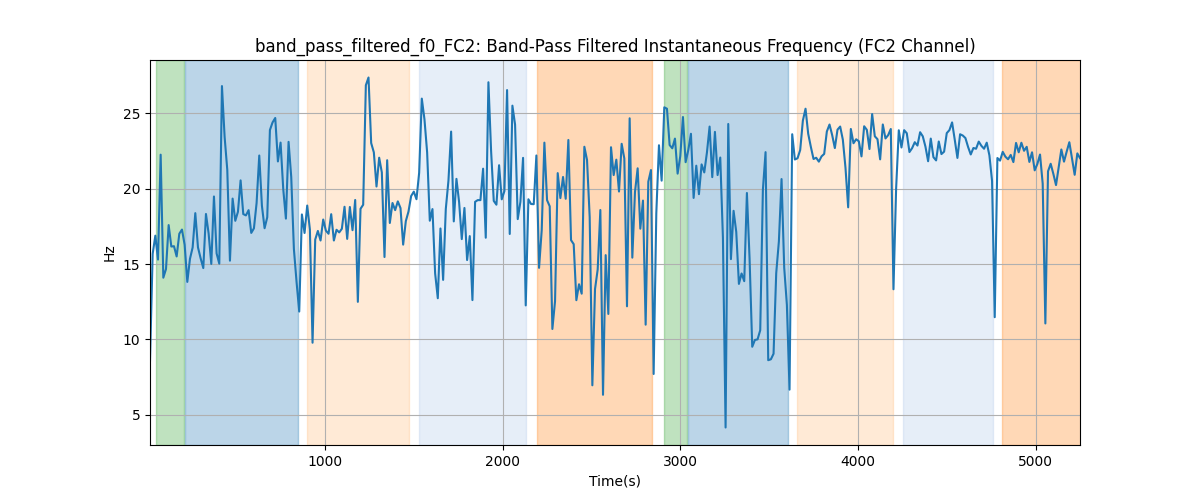 band_pass_filtered_f0_FC2: Band-Pass Filtered Instantaneous Frequency (FC2 Channel)
25
20
15
10
5
Hz
1000 2000 3000 4000 5000
Time(s)